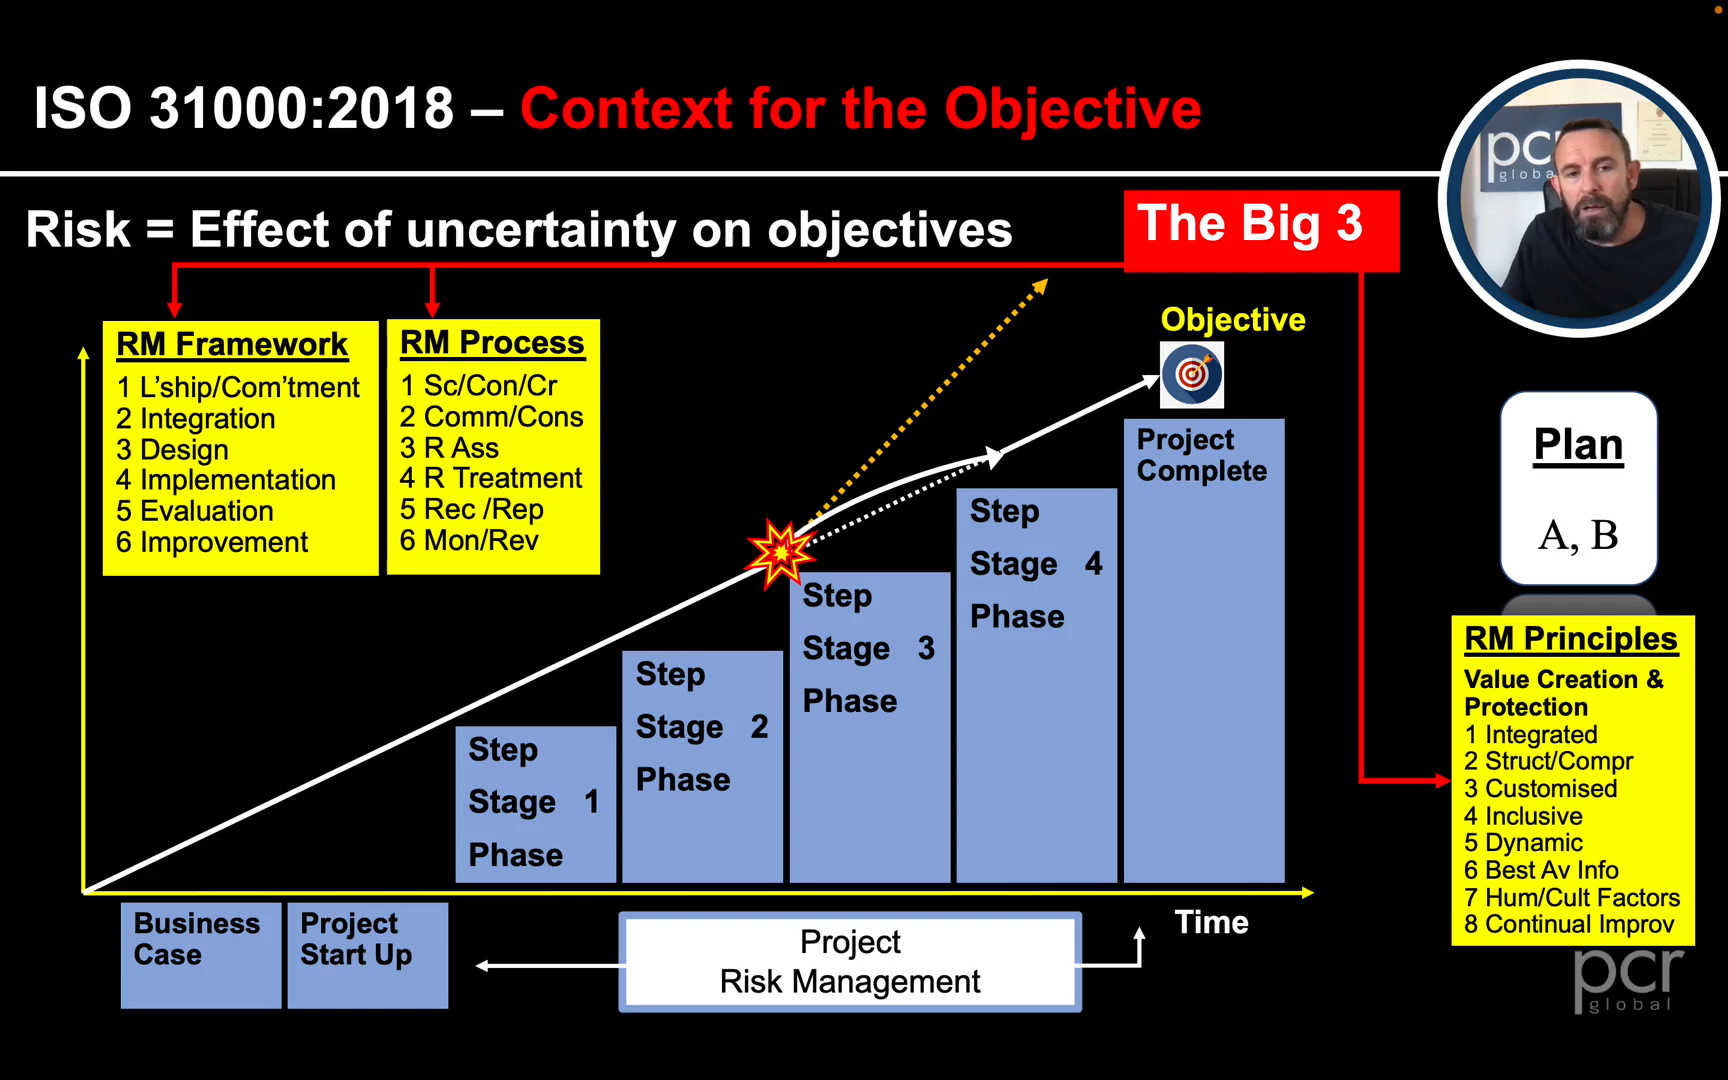 ISO 31000:2018 – Context for the Objective
pcr
global
Risk = Effect of uncertainty on objectives
The Big 3
RM Framework
1 L'ship/Com'tment
2 Integration
3 Design
4 Implementation
5 Evaluation
6 Improvement
RM Process
1 Sc/Con/Cr
2 Comm/Cons
3 R Ass
4 R Treatment
5 Rec /Rep
6 Mon/Rev
Objective
Project
Complete
Step
Stage 4
Phase
Step
Stage 3
Phase
Step
Stage 2
Phase
Step
Stage 1
Phase
Plan
A, B
RM Principles
Value Creation &
Protection
1 Integrated
2 Struct/Compr
3 Customised
4 Inclusive
5 Dynamic
6 Best Av Info
7 Hum/Cult Factors
8 Continual Improv
Business
Case
Project
Start Up
Project
Risk Management
Time
pcr
global